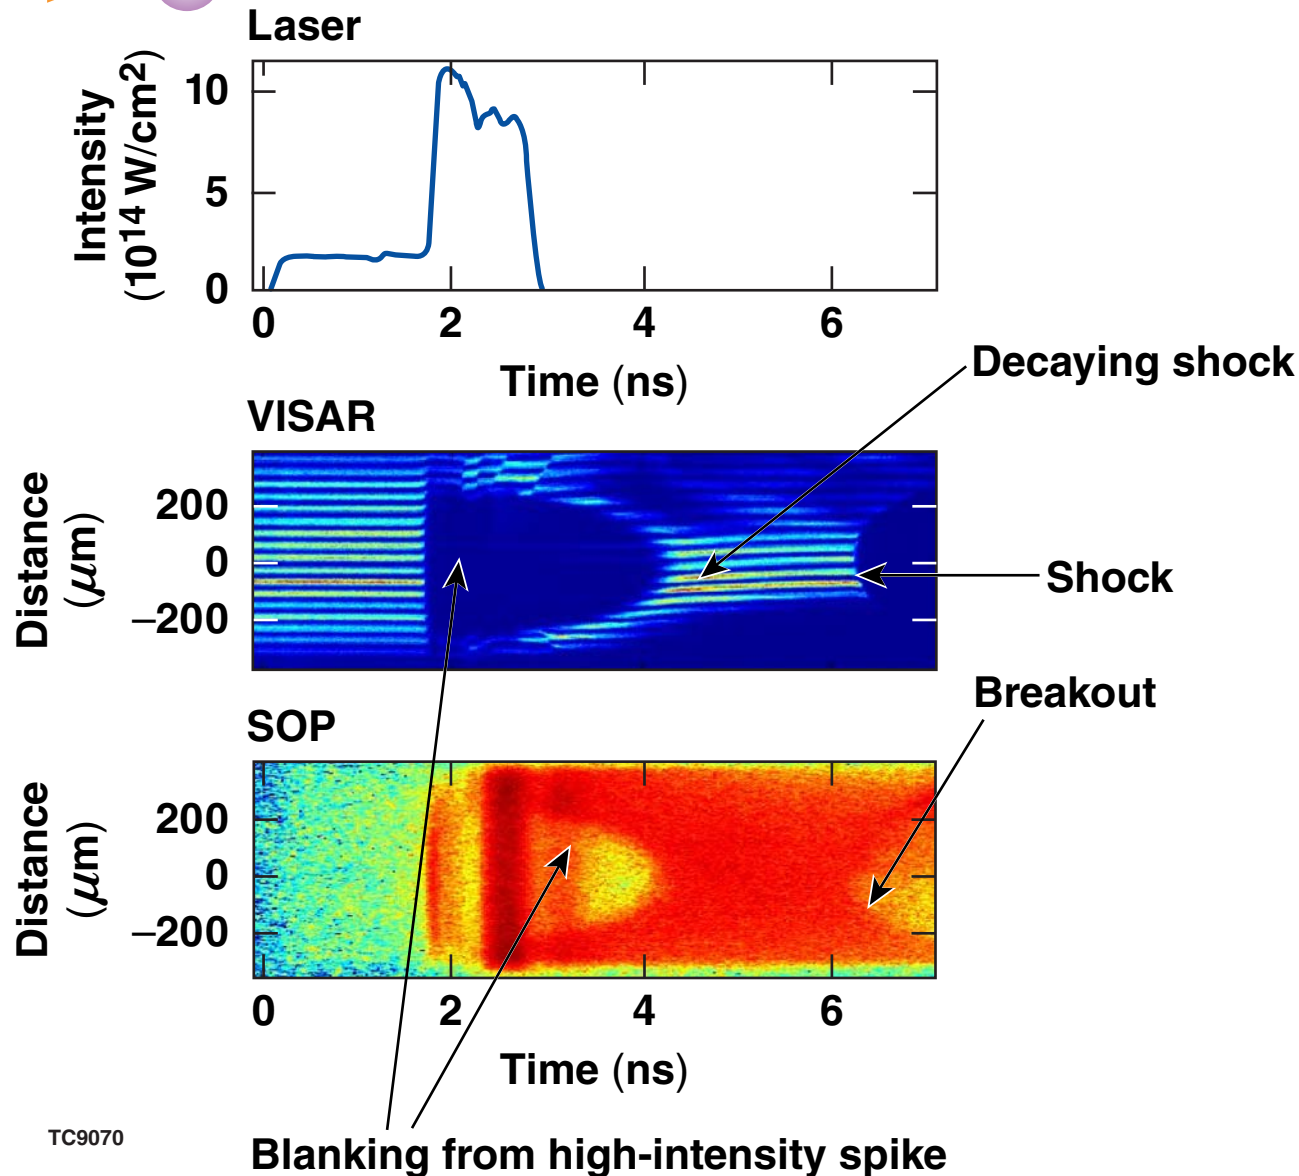 Laser
Intensity
(10¹⁴ W/cm²)
10
5
0
0 2 4 6
Time (ns)
Decaying shock
VISAR
Distance
(μm)
200
0
–200
Shock
Breakout
SOP
Distance
(μm)
200
0
–200
0 2 4 6
Time (ns)
TC9070
Blanking from high-intensity spike